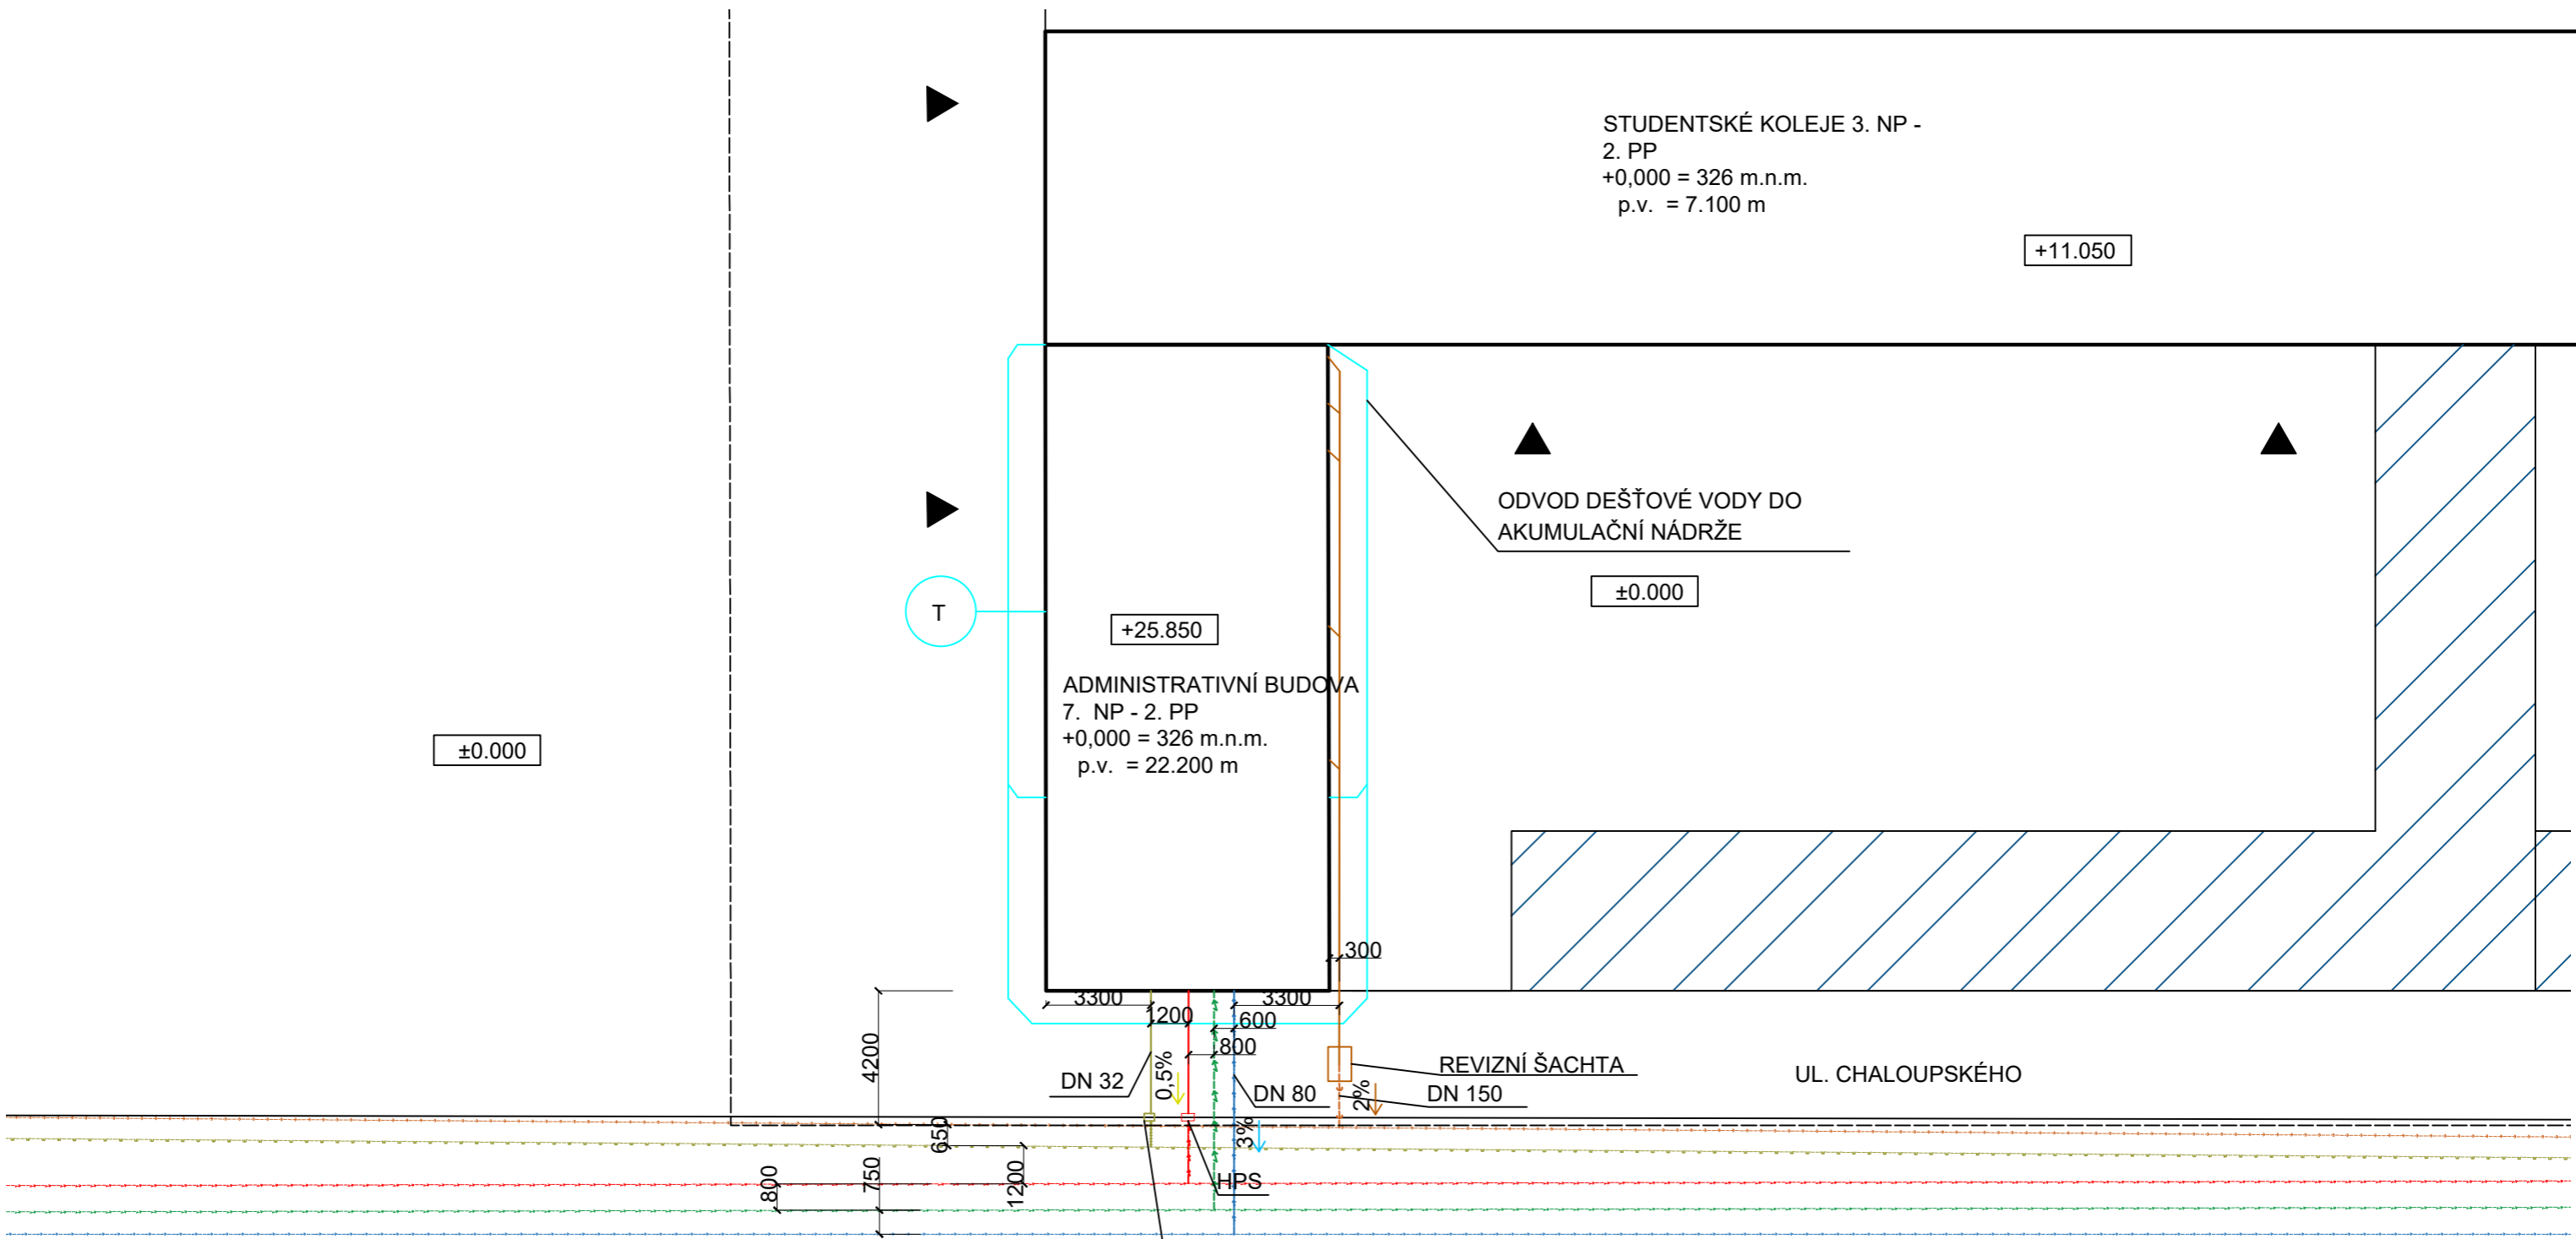 STUDENTSKÉ KOLEJE 3. NP -
2. PP
+0,000 = 326 m.n.m.
p.v. = 7.100 m
+11.050
ODVOD DEŠŤOVÉ VODY DO
AKUMULAČNÍ NÁDRŽE
±0.000
T
+25.850
ADMINISTRATIVNÍ BUDOVA
7. NP - 2. PP
+0,000 = 326 m.n.m.
p.v. = 22.200 m
±0.000
300
3300
3300
1200
600
800
4200
DN 32
0,5%
DN 80
3%
REVIZNÍ ŠACHTA
2%
DN 150
UL. CHALOUPSKÉHO
650
800
750
1200
HPS